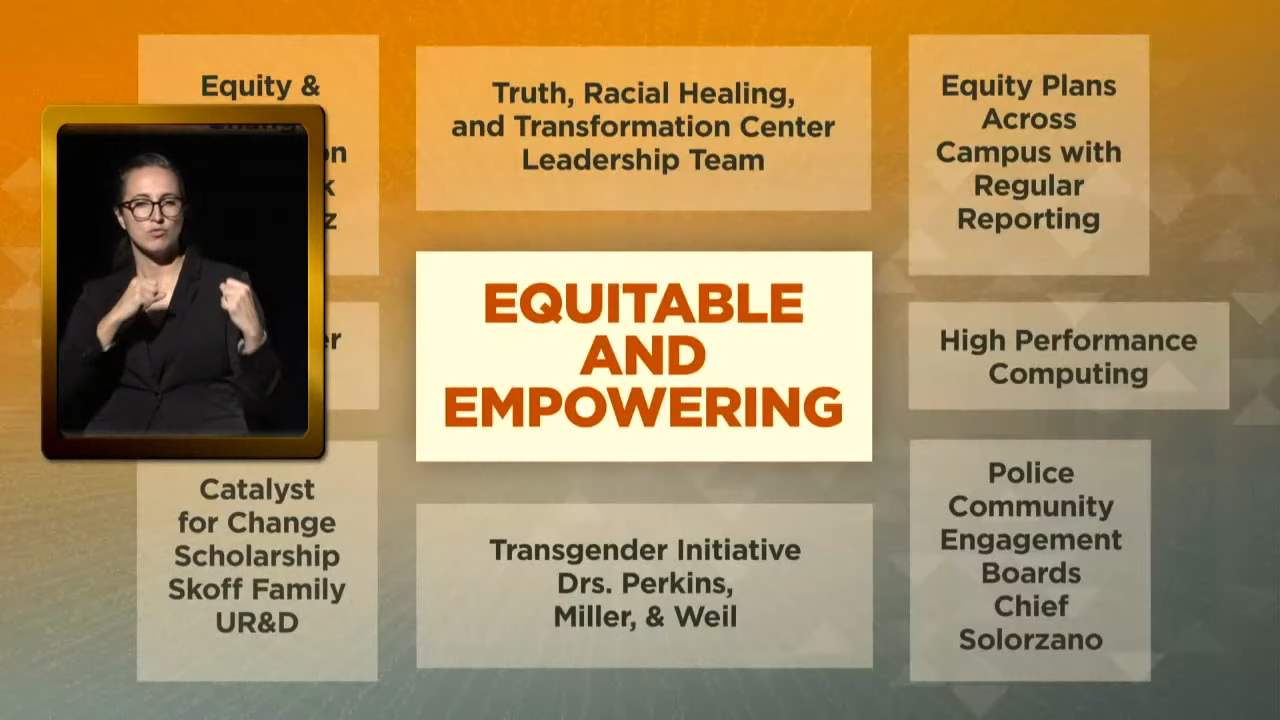 Equity &
Truth, Racial Healing,
and Transformation Center
Leadership Team
Equity Plans
Across
Campus with
Regular
Reporting
EQUITABLE
AND
EMPOWERING
High Performance
Computing
Catalyst
for Change
Scholarship
Skoff Family
UR&D
Transgender Initiative
Drs. Perkins,
Miller, & Weil
Police
Community
Engagement
Boards
Chief
Solorzano